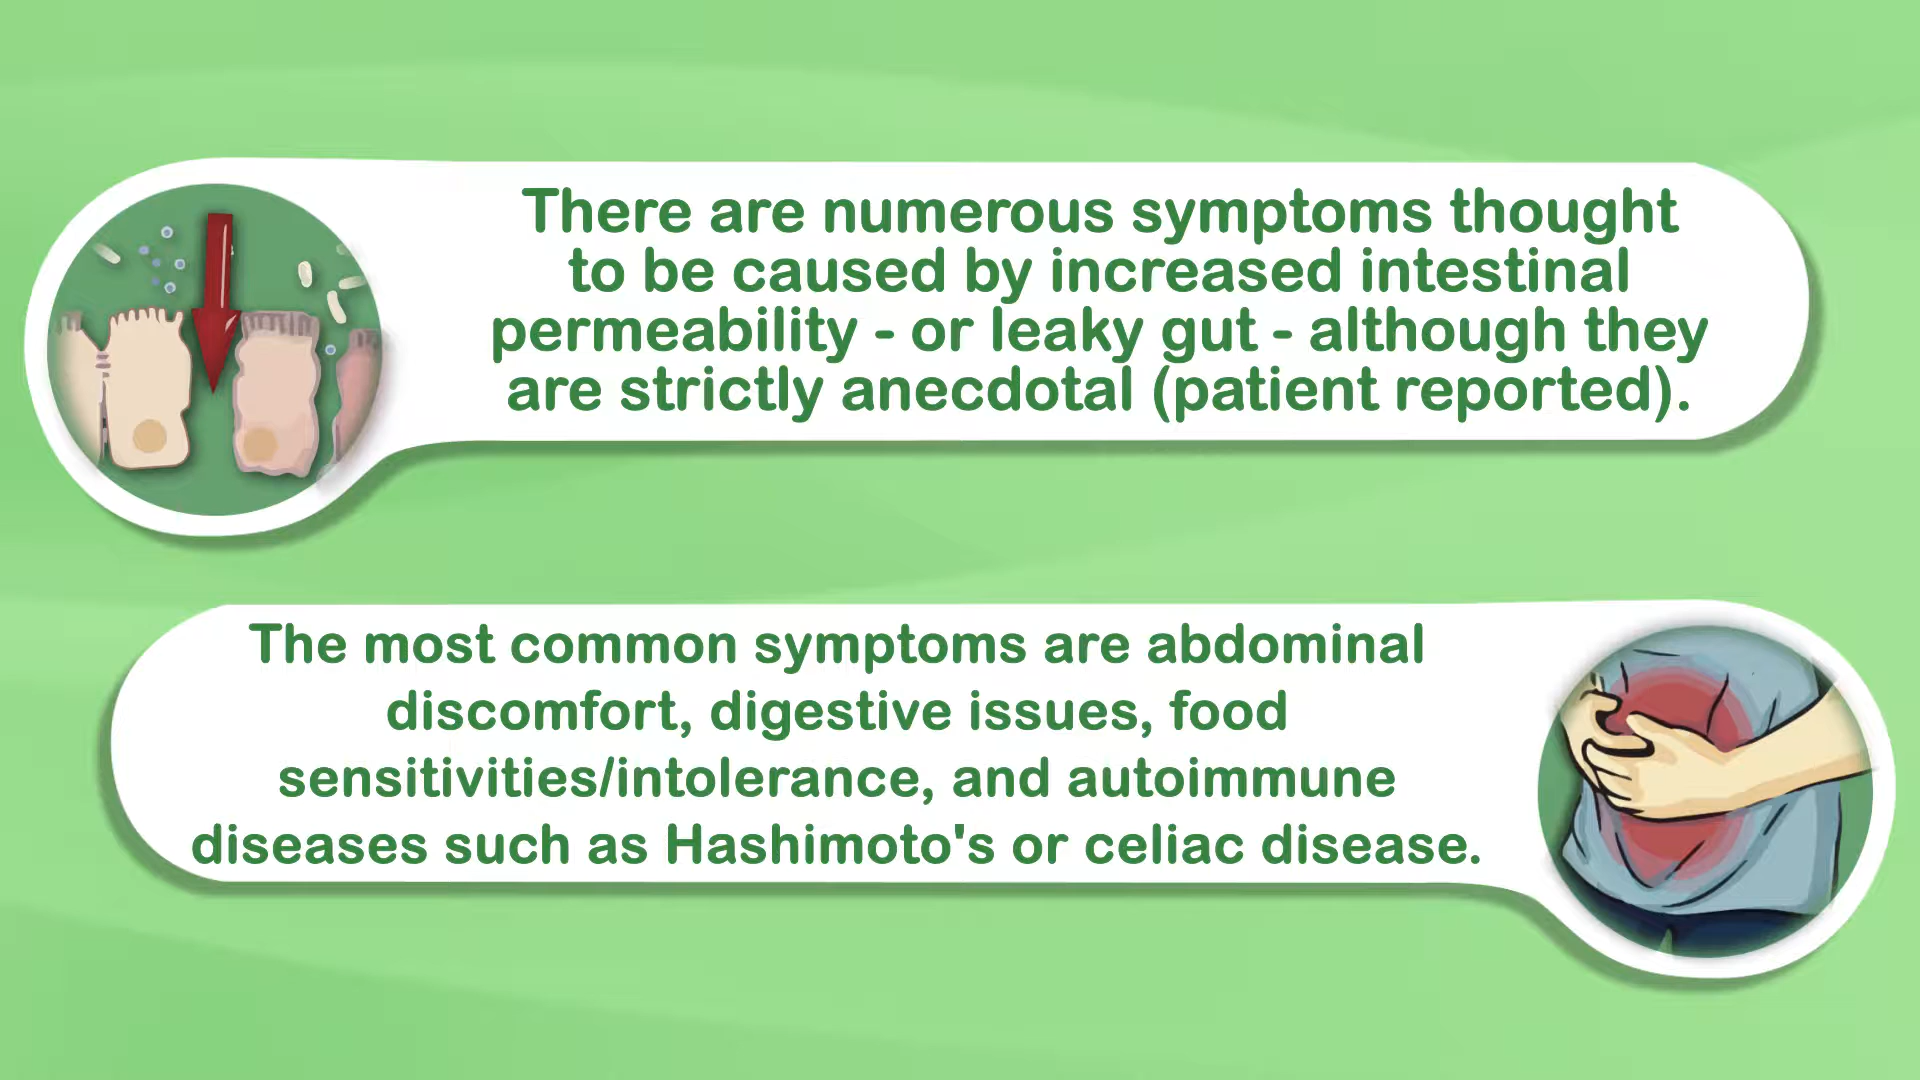 There are numerous symptoms thought
to be caused by increased intestinal
permeability - or leaky gut - although they
are strictly anecdotal (patient reported).
The most common symptoms are abdominal
discomfort, digestive issues, food
sensitivities/intolerance, and autoimmune
diseases such as Hashimoto's or celiac disease.